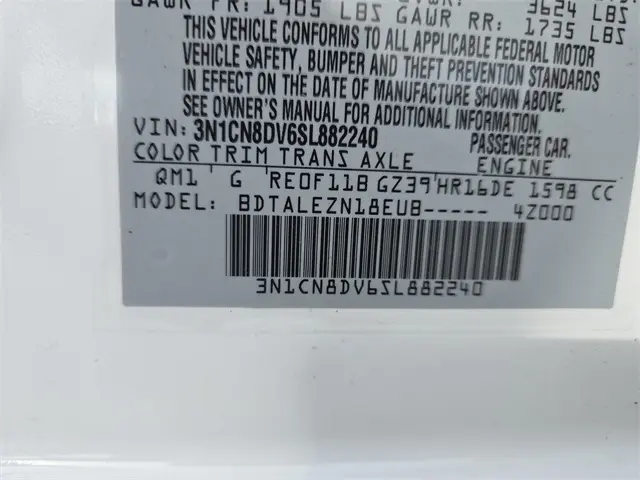 GAWR FR: 1905 LBS GVWR: 3624 LBS
GAWR RR: 1735 LBS
THIS VEHICLE CONFORMS TO ALL APPLICABLE FEDERAL MOTOR
VEHICLE SAFETY, BUMPER AND THEFT PREVENTION STANDARDS
IN EFFECT ON THE DATE OF MANUFACTURE SHOWN ABOVE.
SEE OWNER'S MANUAL FOR ADDITIONAL INFORMATION.
VIN: 3N1CN8DV6SL882240 PASSENGER CAR.
COLOR TRIM TRANS AXLE ENGINE
QM1 G RE0F11B GZ39 HR16DE 1598 CC
MODEL: BDTALEZN18EUB----- 4Z000
3N1CN8DV6SL882240